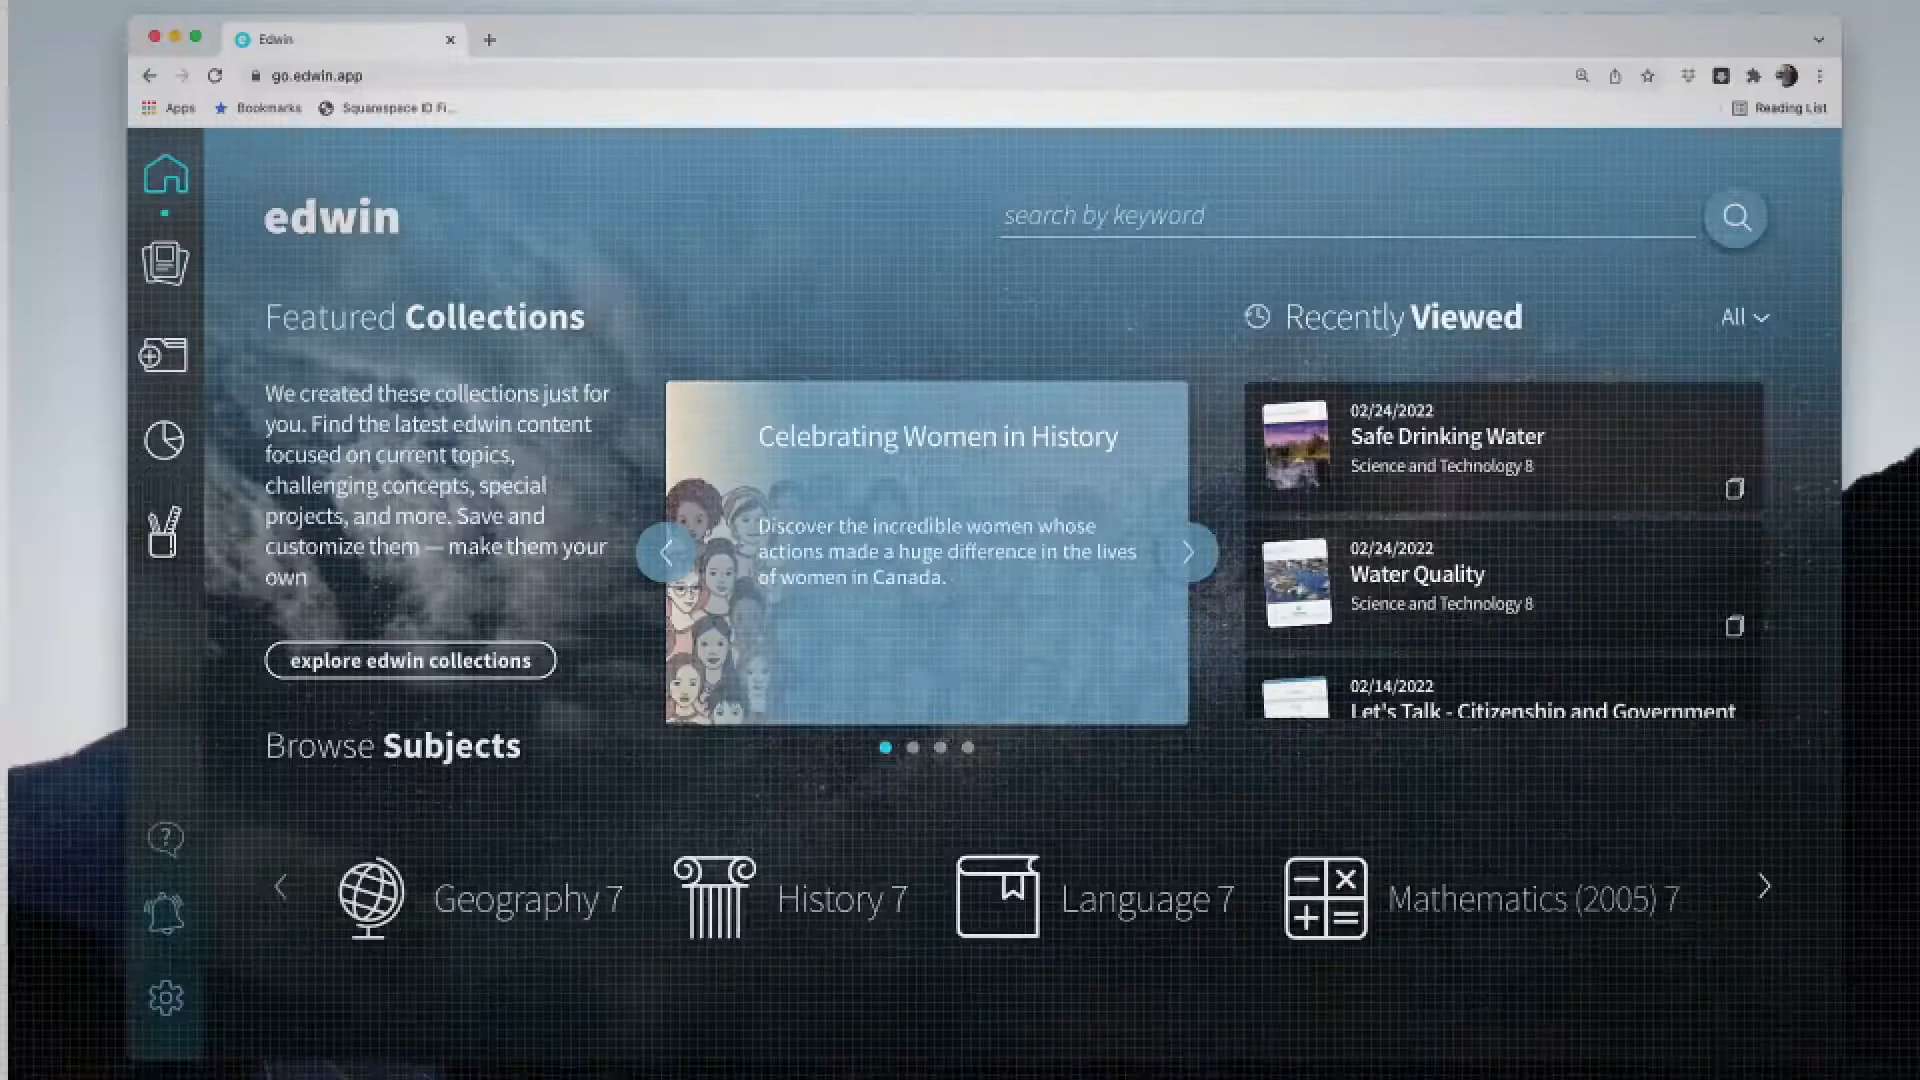 Edwin
go.edwin.app
Apps
Bookmarks
Squarespace ID Fi...
Reading List
edwin
search by keyword
Featured Collections
We created these collections just for
you. Find the latest edwin content
focused on current topics,
challenging concepts, special
projects, and more. Save and
customize them — make them your
own
explore edwin collections
Celebrating Women in History
Discover the incredible women whose
actions made a huge difference in the lives
of women in Canada.
Recently Viewed
All
02/24/2022
Safe Drinking Water
Science and Technology 8
02/24/2022
Water Quality
Science and Technology 8
02/14/2022
Let's Talk - Citizenship and Government
Browse Subjects
Geography 7
History 7
Language 7
Mathematics (2005) 7